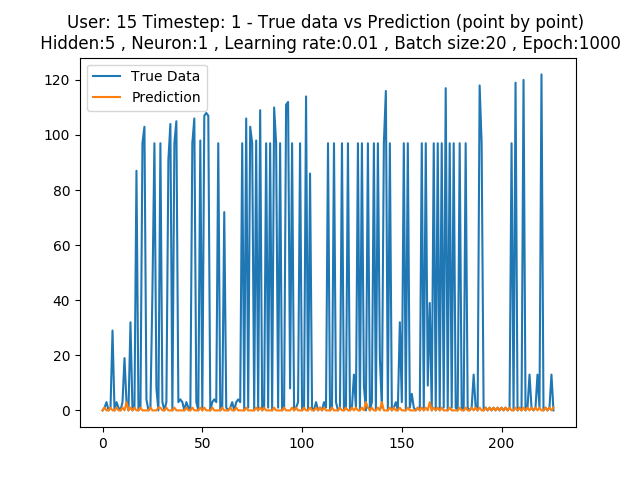 User: 15 Timestep: 1 - True data vs Prediction (point by point)
Hidden:5 , Neuron:1 , Learning rate:0.01 , Batch size:20 , Epoch:1000
True Data
Prediction
120
100
80
60
40
20
0
0 50 100 150 200